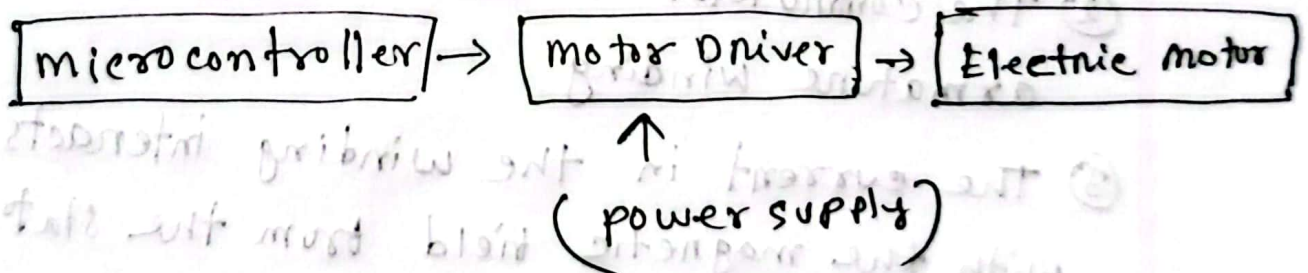 microcontroller → Motor Driver → Electric motor
↑
(power supply)